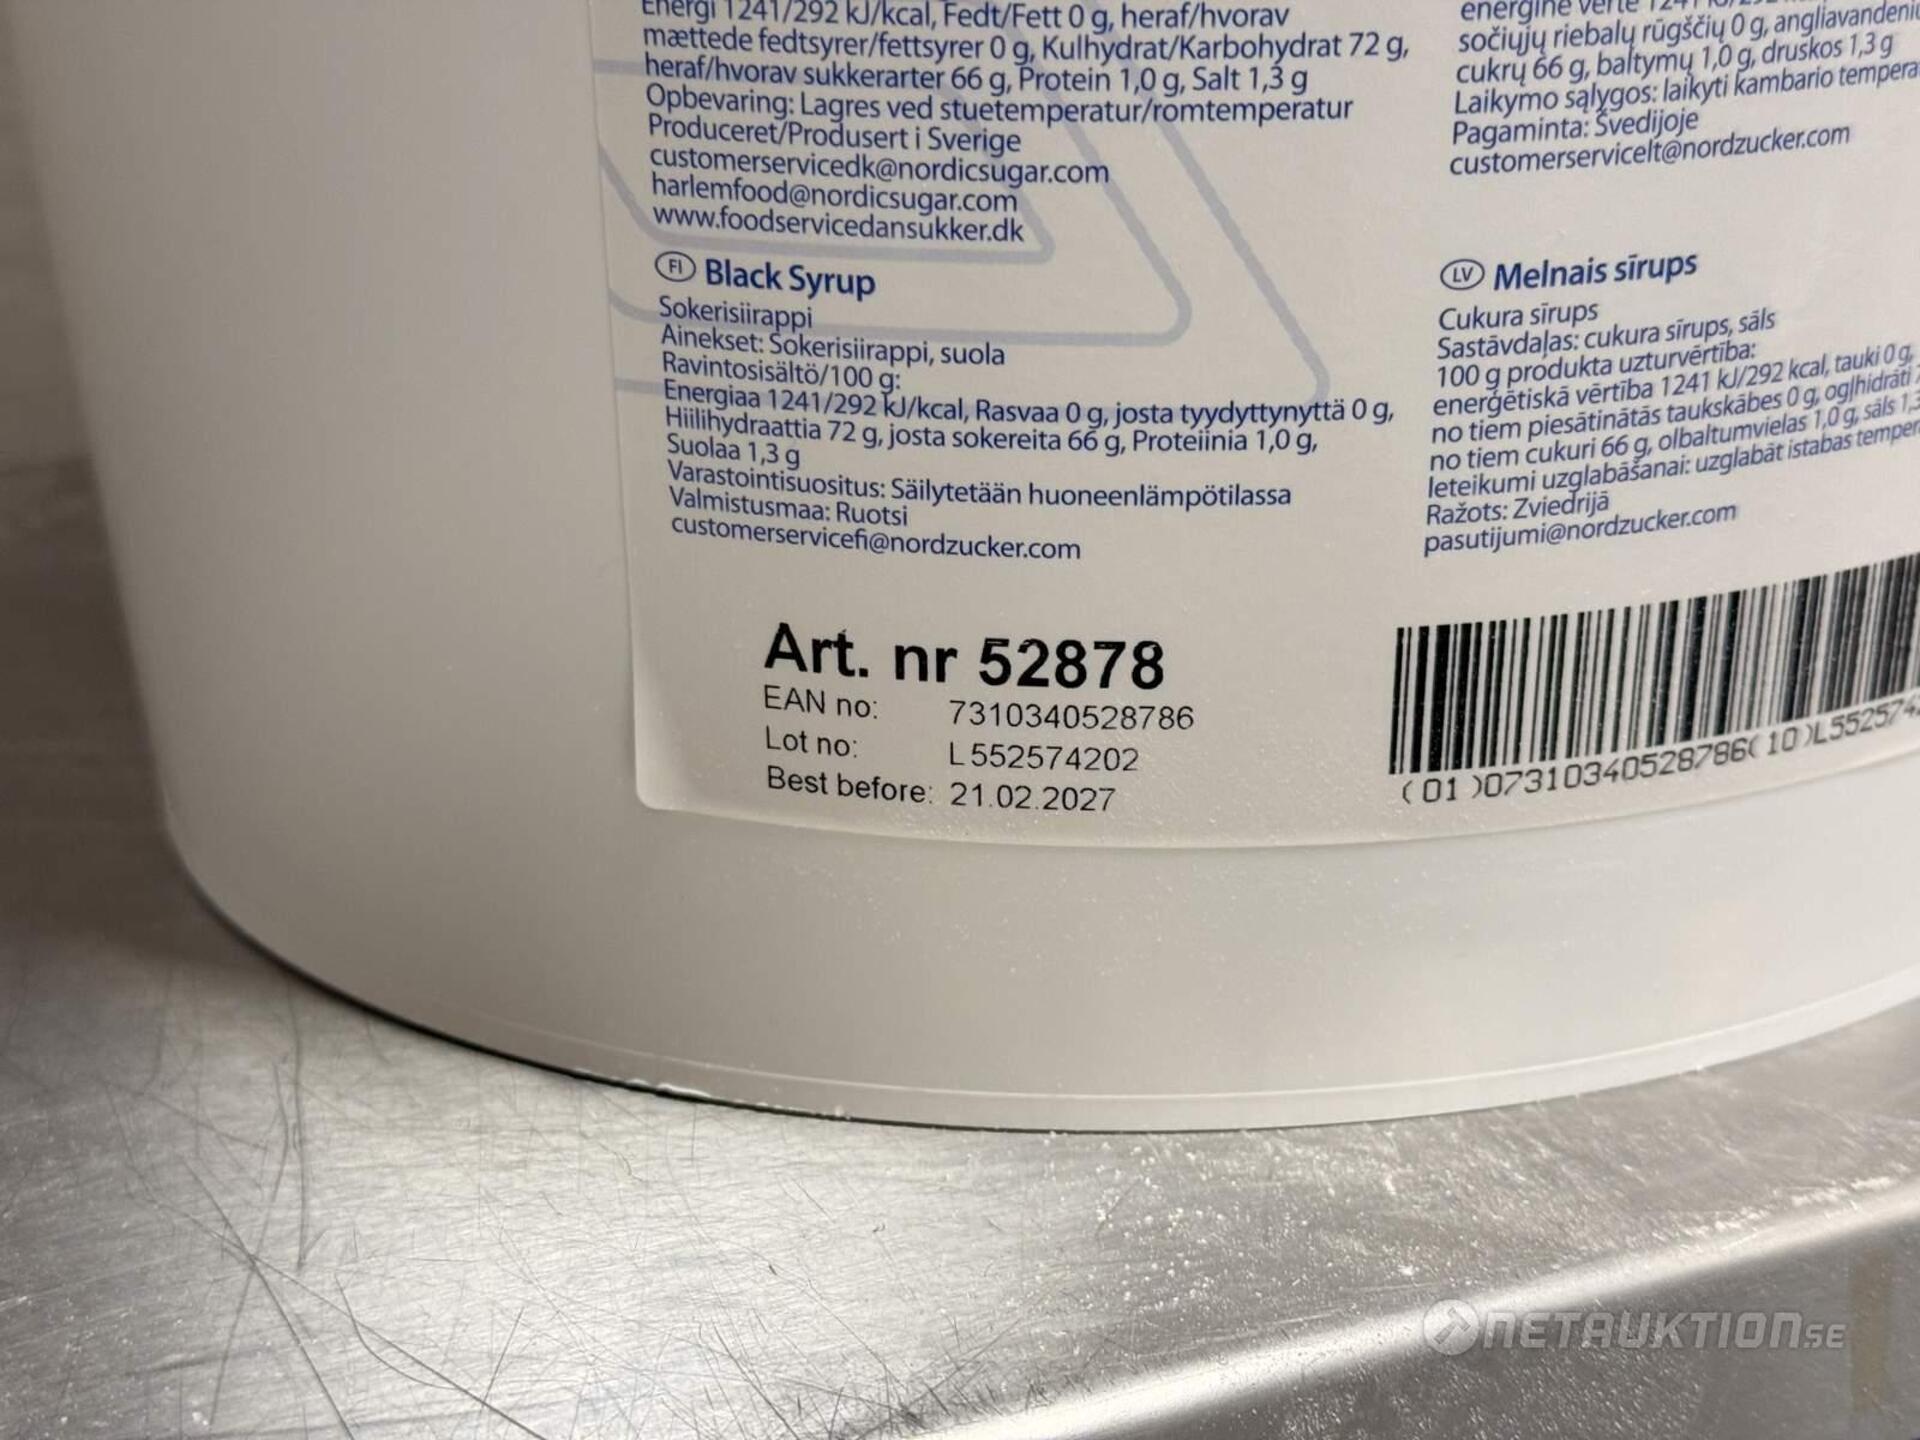 Energi 1241/292 kJ/kcal, Fedt/Fett 0 g, heraf/hvorav
mættede fedtsyrer/fettsyrer 0 g, Kulhydrat/Karbohydrat 72 g,
heraf/hvorav sukkerarter 66 g, Protein 1,0 g, Salt 1,3 g
Opbevaring: Lagres ved stuetemperatur/romtemperatur
Produceret/Produsert i Sverige
customerservicedk@nordicsugar.com
harlemfood@nordicsugar.com
www.foodservicedansukker.dk
FI Black Syrup
Sokerisiirappi
Ainekset: Sokerisiirappi, suola
Ravintosisältö/100 g:
Energiaa 1241/292 kJ/kcal, Rasvaa 0 g, josta tyydyttynyttä 0 g,
Hiilihydraattia 72 g, josta sokereita 66 g, Proteiinia 1,0 g,
Suolaa 1,3 g
Varastointisuositus: Säilytetään huoneenlämpötilassa
Valmistusmaa: Ruotsi
customerservicefi@nordzucker.com
energinė vertė
sočiųjų riebalų rūgščių 0 g,
cukrų 66 g, baltymų 1,0 g, druskos 1,3 g
Laikymo sąlygos: laikyti kambario
Pagaminta: Švedijoje
customerservicelt@nordzucker.com
LV Melnais sīrups
Cukura sīrups
Sastāvdaļas: cukura sīrups, sāls
100 g produkta uzturvērtība:
enerģētiskā vērtība 1241 kJ/292 kcal, tauki 0 g,
no tiem piesātinātās taukskābes 0 g, ogļhidrāti
no tiem cukuri 66 g, olbaltumvielas 1,0 g, sāls
Ieteikumi uzglabāšanai: uzglabāt istabas
Ražots: Zviedrijā
pasutijumi@nordzucker.com
Art. nr 52878
EAN no: 7310340528786
Lot no: L552574202
Best before: 21.02.2027
(01)07310340528786(10)L552574
NETAUKTION.SE